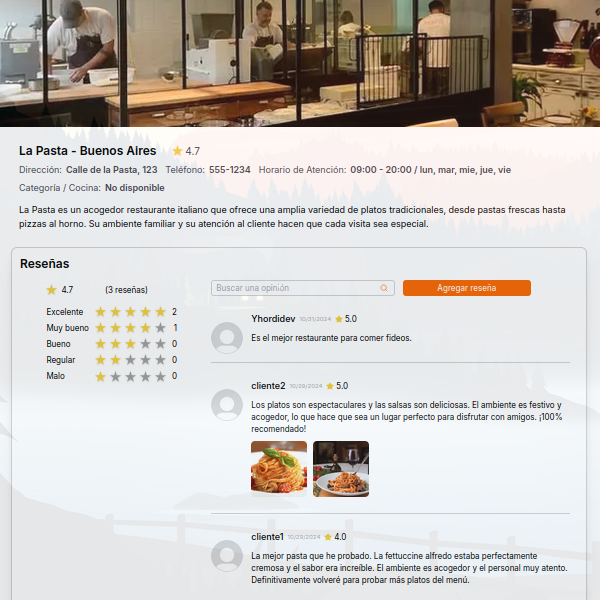 La Pasta - Buenos Aires 4.7
Dirección: Calle de la Pasta, 123 Teléfono: 555-1234 Horario de Atención: 09:00 - 20:00 / lun, mar, mie, jue, vie
Categoría / Cocina: No disponible
La Pasta es un acogedor restaurante italiano que ofrece una amplia variedad de platos tradicionales, desde pastas frescas hasta
pizzas al horno. Su ambiente familiar y su atención al cliente hacen que cada visita sea especial.
Reseñas
4.7 (3 reseñas)
Excelente 2
Muy bueno 1
Bueno 0
Regular 0
Malo 0
Buscar una opinión Agregar reseña
Yhordidev 10/31/2024 5.0
Es el mejor restaurante para comer fideos.
cliente2 10/29/2024 5.0
Los platos son espectaculares y las salsas son deliciosas. El ambiente es festivo y
acogedor, lo que hace que sea un lugar perfecto para disfrutar con amigos. ¡100%
recomendado!
cliente1 10/29/2024 4.0
La mejor pasta que he probado. La fettuccine alfredo estaba perfectamente
cremosa y el sabor era increíble. El ambiente es acogedor y el personal muy atento.
Definitivamente volveré para probar más platos del menú.